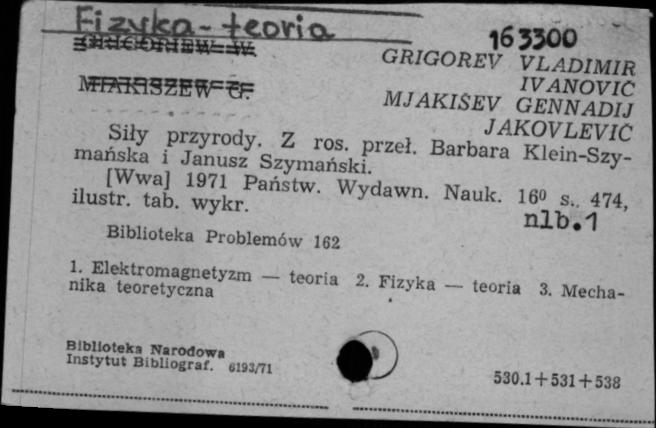 Fizyka - teoria
163300
GRIGOREV VLADIMIR
IVANOVIČ
MIAKISZEW G.
MJAKIŠEV GENNADIJ
JAKOVLEVIČ
Siły przyrody. Z ros. przeł. Barbara Klein-Szy-
mańska i Janusz Szymański.
[Wwa] 1971 Państw. Wydawn. Nauk. 16⁰ s. 474,
ilustr. tab. wykr.
nlb.1
Biblioteka Problemów 162
1. Elektromagnetyzm — teoria 2. Fizyka — teoria 3. Mecha-
nika teoretyczna
Biblioteka Narodowa
Instytut Bibliograf. 6193/71
530.1+531+538